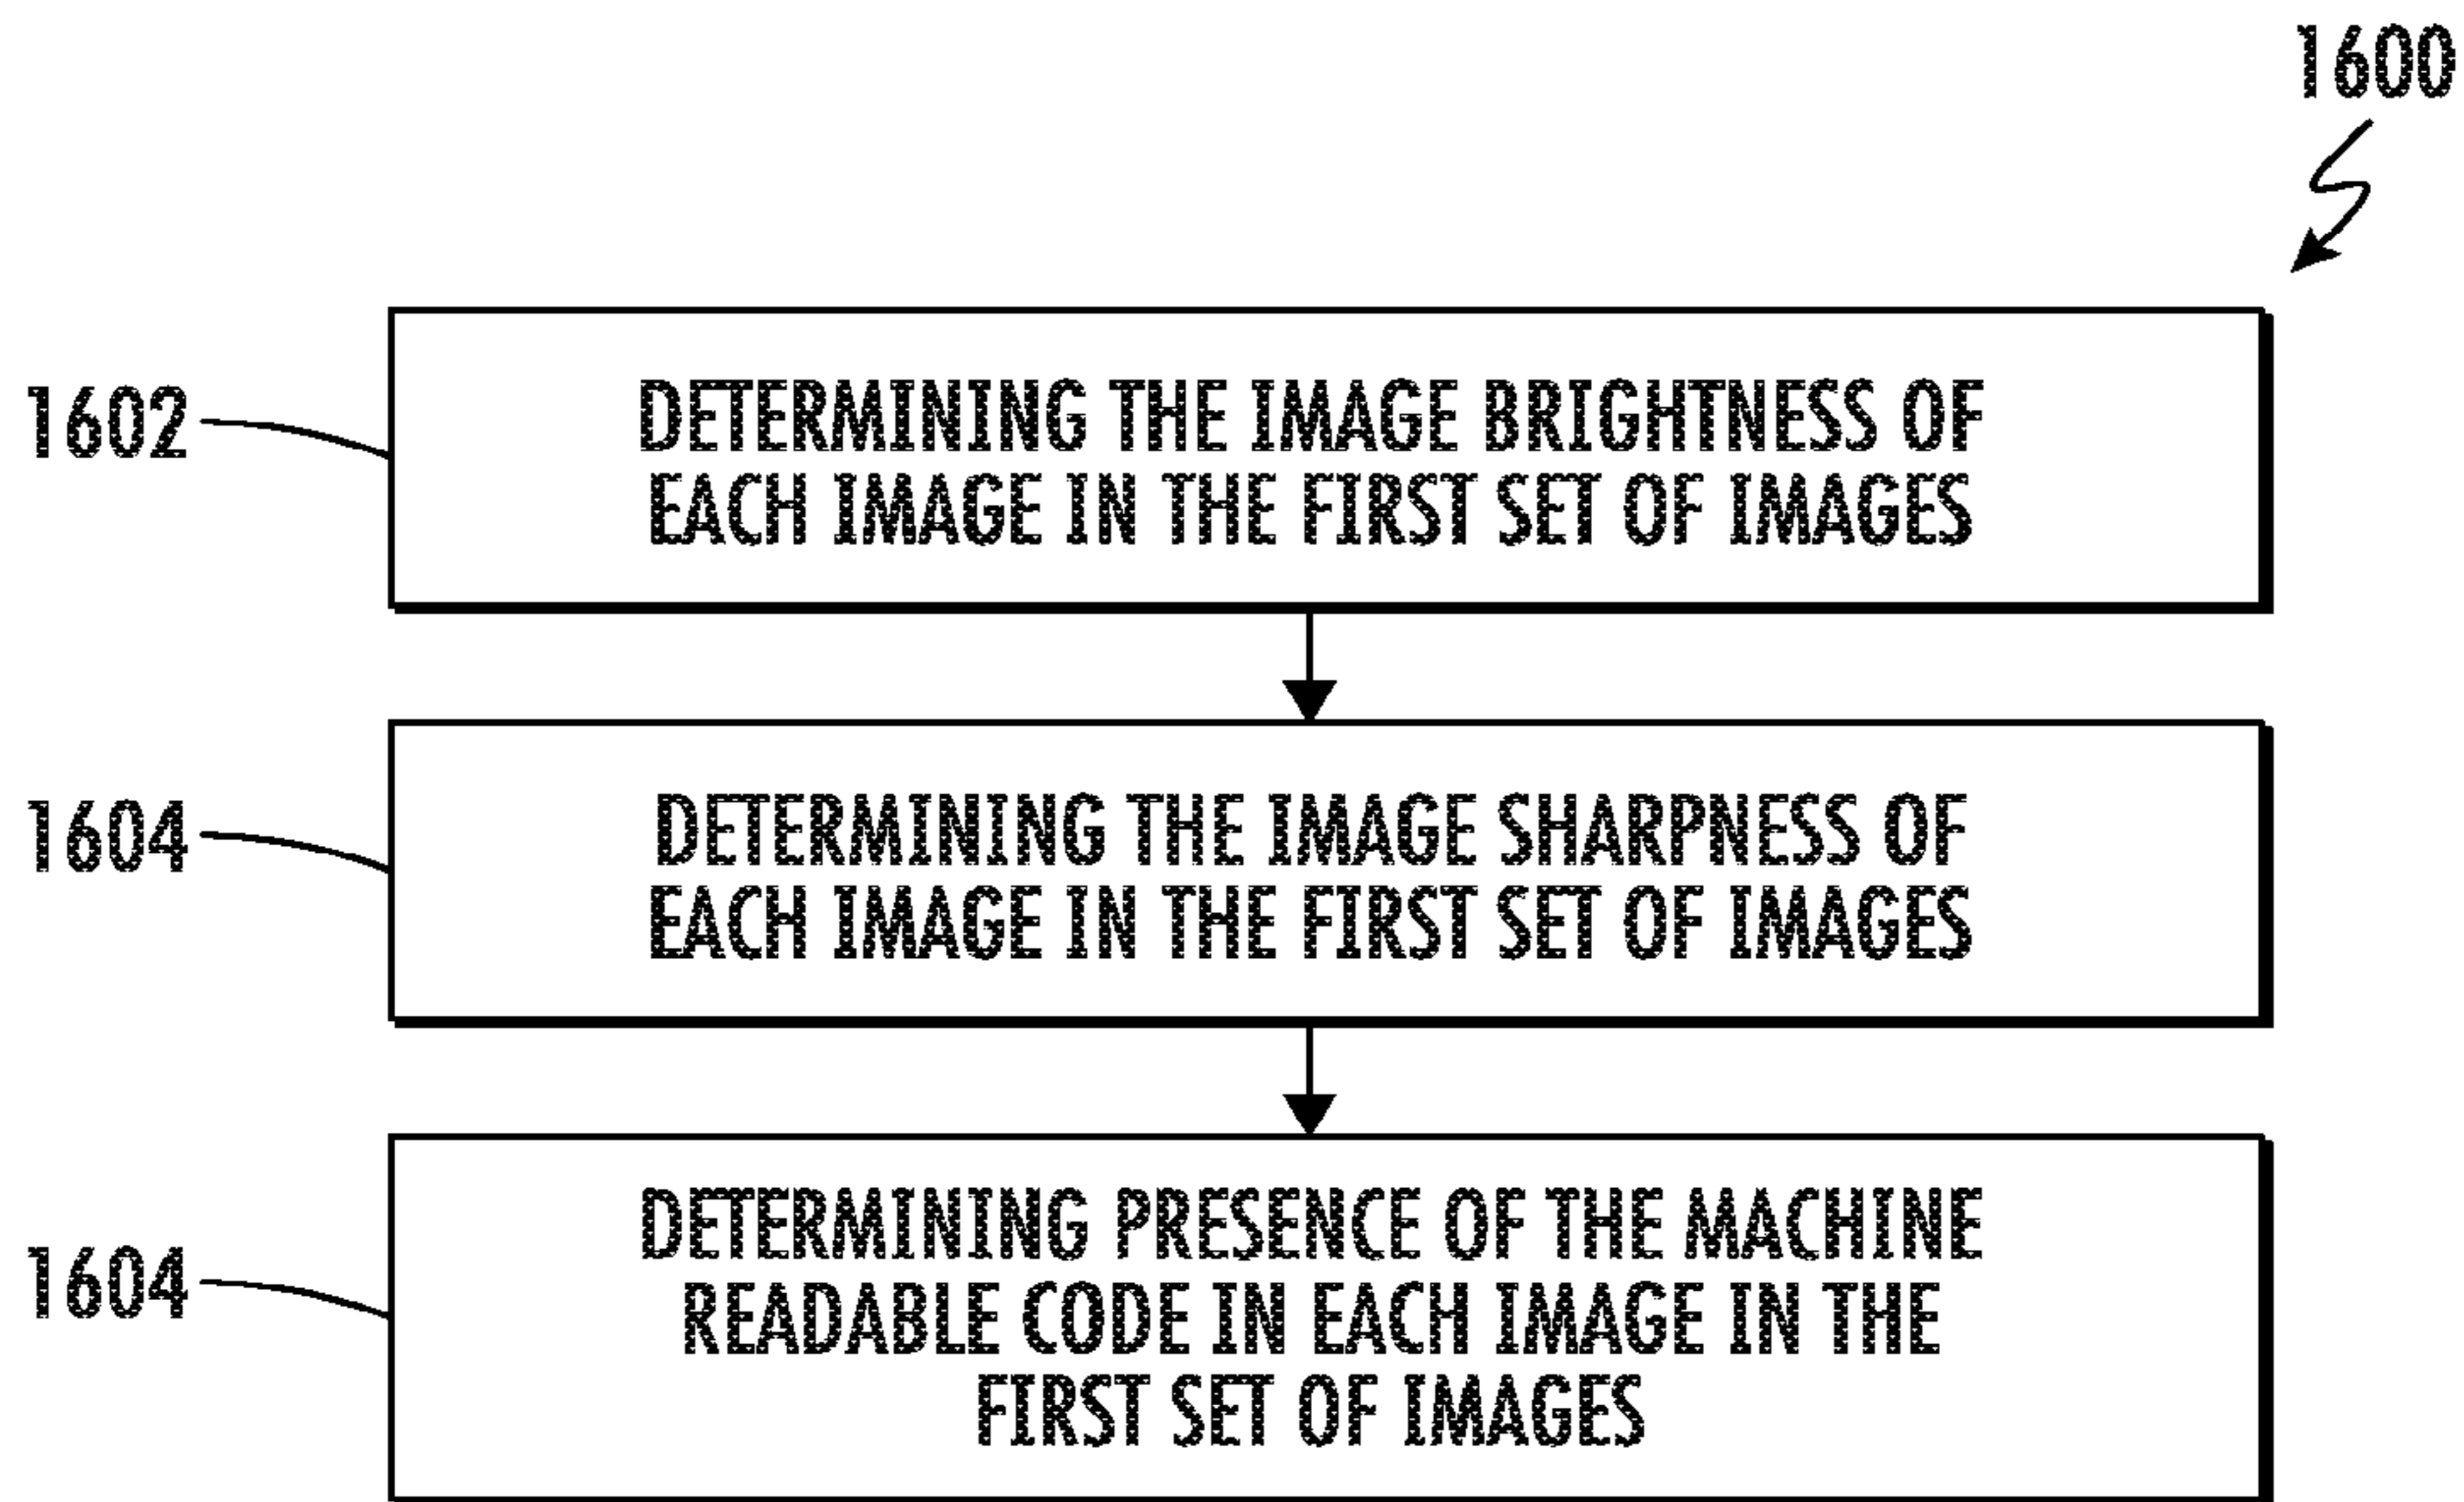 1600
1602
DETERMINING THE IMAGE BRIGHTNESS OF
EACH IMAGE IN THE FIRST SET OF IMAGES
1604
DETERMINING THE IMAGE SHARPNESS OF
EACH IMAGE IN THE FIRST SET OF IMAGES
1604
DETERMINING PRESENCE OF THE MACHINE
READABLE CODE IN EACH IMAGE IN THE
FIRST SET OF IMAGES